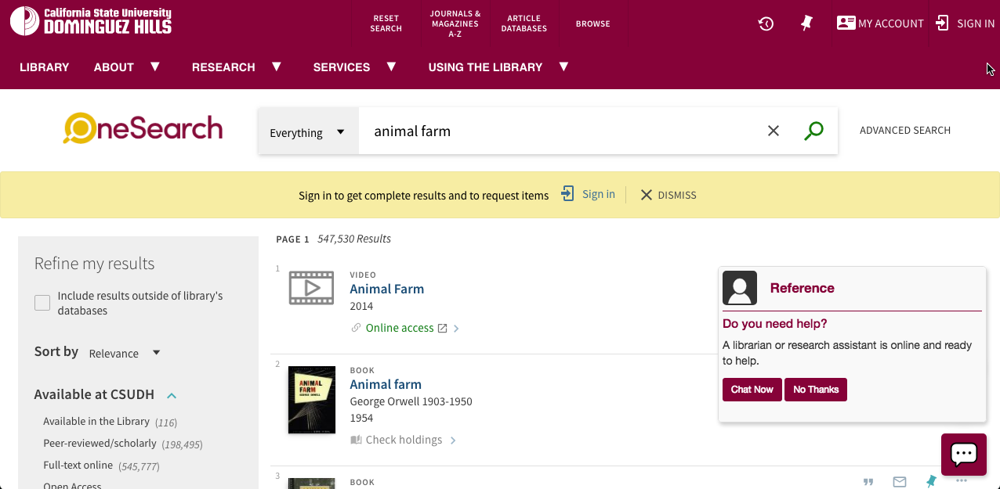 California State University
DOMINGUEZ HILLS
RESET
SEARCH
JOURNALS &
MAGAZINES
A-Z
ARTICLE
DATABASES
BROWSE
MY ACCOUNT
SIGN IN
LIBRARY
ABOUT
RESEARCH
SERVICES
USING THE LIBRARY
OneSearch
Everything
animal farm
ADVANCED SEARCH
Sign in to get complete results and to request items
Sign in
DISMISS
Refine my results
Include results outside of library's
databases
Sort by Relevance
Available at CSUDH
Available in the Library (116)
Peer-reviewed/scholarly (198,495)
Full-text online (545,777)
Open Access
PAGE 1 547,530 Results
1
VIDEO
Animal Farm
2014
Online access
2
ANIMAL
FARM
GEORGE ORWELL
BOOK
Animal farm
George Orwell 1903-1950
1954
Check holdings
3
BOOK
Reference
Do you need help?
A librarian or research assistant is online and ready
to help.
Chat Now
No Thanks